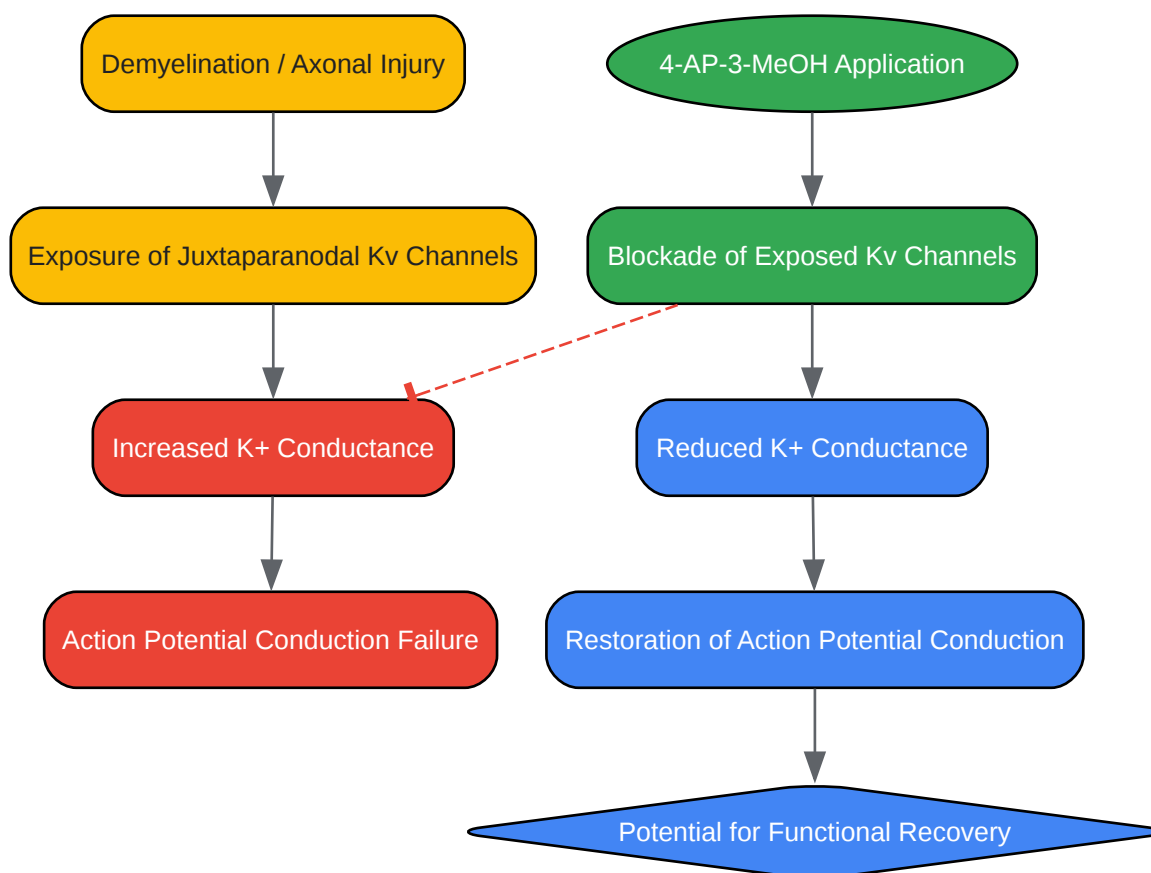 Demyelination / Axonal Injury
4-AP-3-MeOH Application
Exposure of Juxtaparanodal Kv Channels
Blockade of Exposed Kv Channels
Increased K+ Conductance
Reduced K+ Conductance
Action Potential Conduction Failure
Restoration of Action Potential Conduction
Potential for Functional Recovery